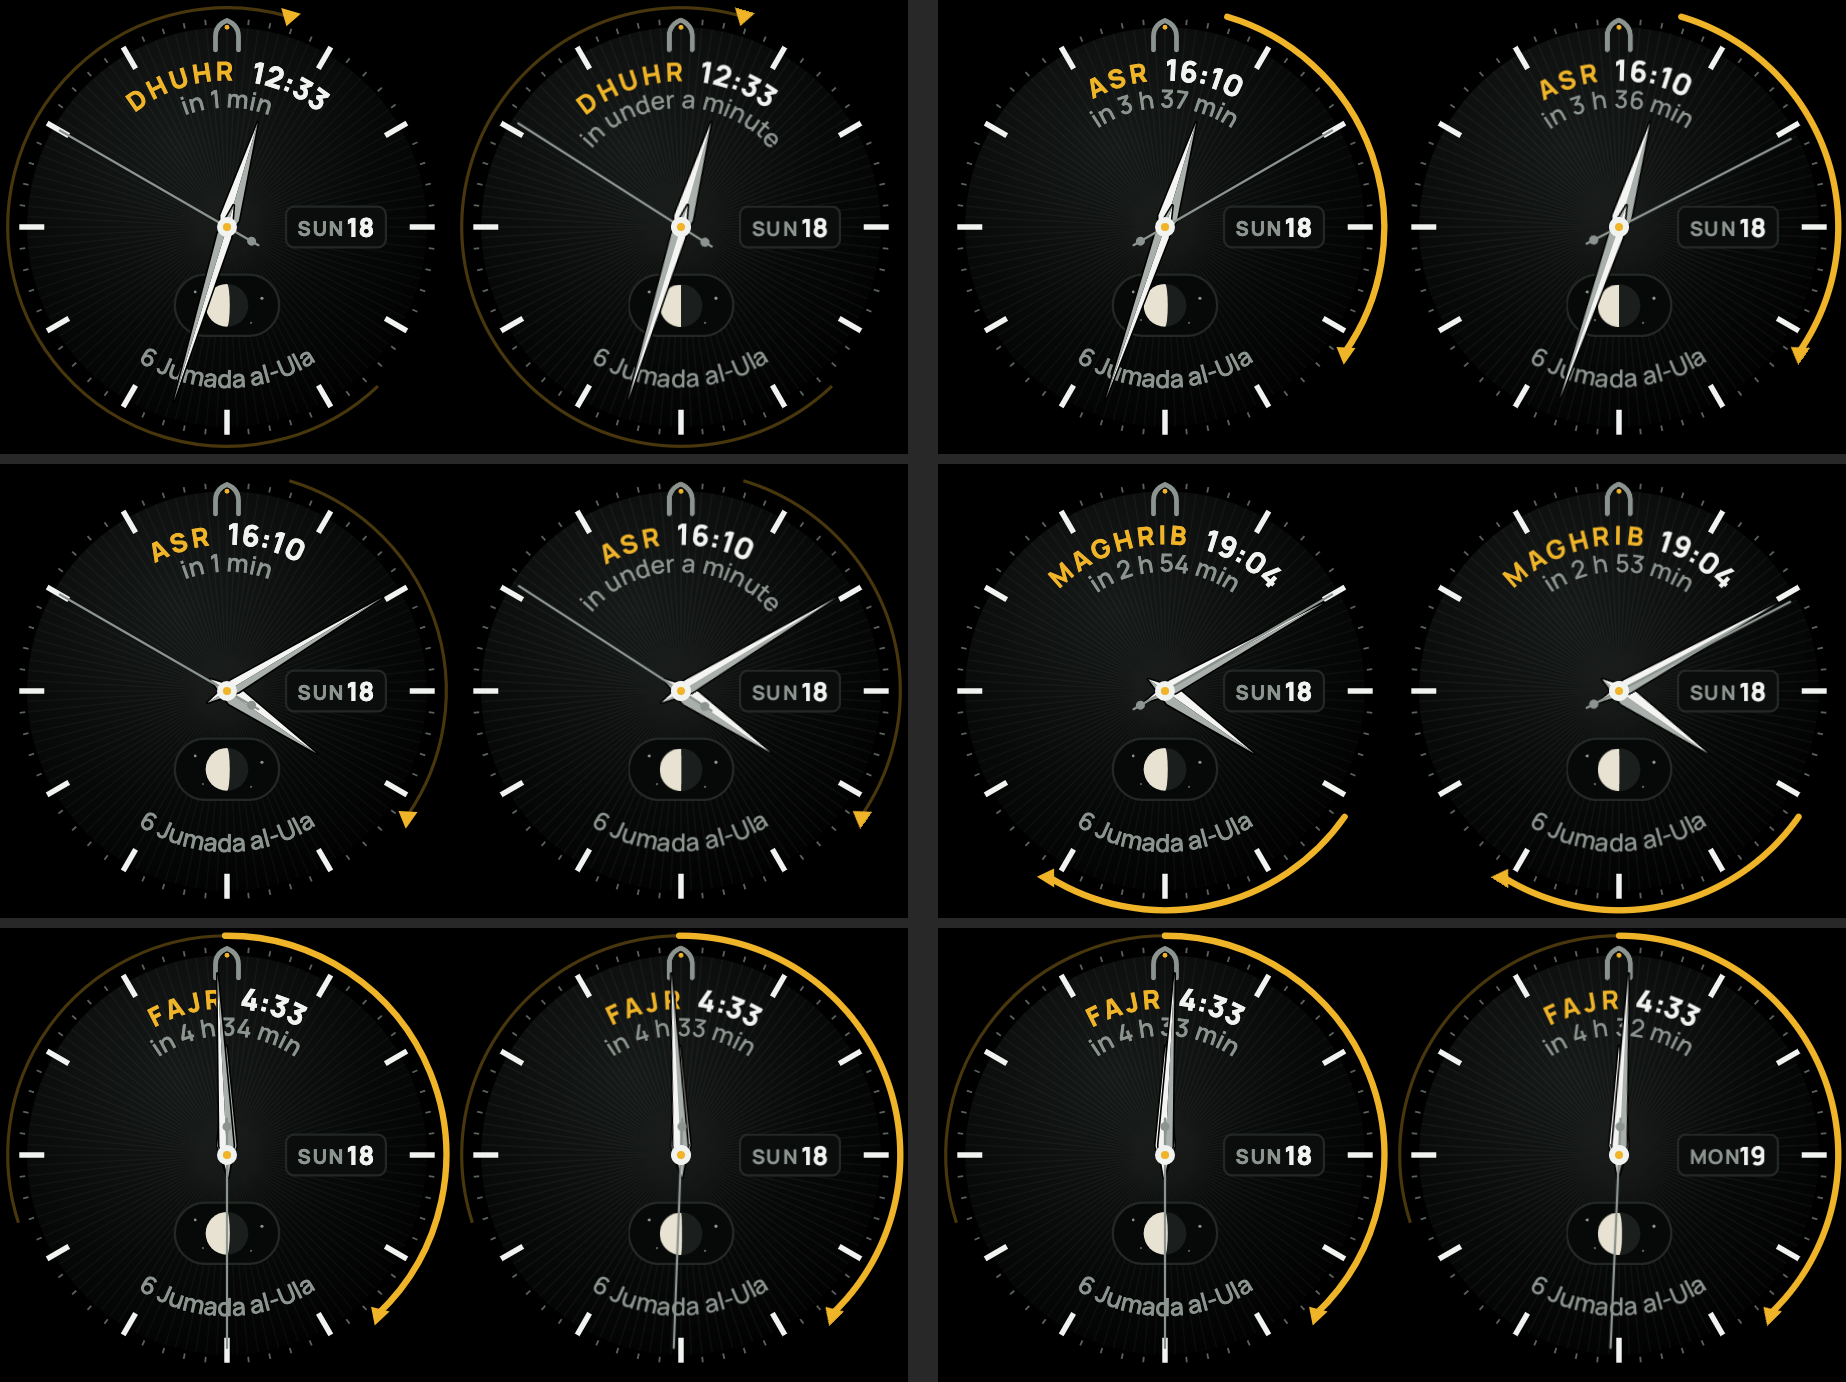 DHUHR 12:33
in 1 min
SUN 18
6 Jumada al-Ula
DHUHR 12:33
in under a minute
SUN 18
6 Jumada al-Ula
ASR 16:10
in 3 h 37 min
SUN 18
6 Jumada al-Ula
ASR 16:10
in 3 h 36 min
SUN 18
6 Jumada al-Ula
ASR 16:10
in 1 min
SUN 18
6 Jumada al-Ula
ASR 16:10
in under a minute
SUN 18
6 Jumada al-Ula
MAGHRIB 19:04
in 2 h 54 min
SUN 18
6 Jumada al-Ula
MAGHRIB 19:04
in 2 h 53 min
SUN 18
6 Jumada al-Ula
FAJR 4:33
in 4 h 34 min
SUN 18
6 Jumada al-Ula
FAJR 4:33
in 4 h 33 min
SUN 18
6 Jumada al-Ula
FAJR 4:33
in 4 h 33 min
SUN 18
6 Jumada al-Ula
FAJR 4:33
in 4 h 32 min
MON 19
6 Jumada al-Ula